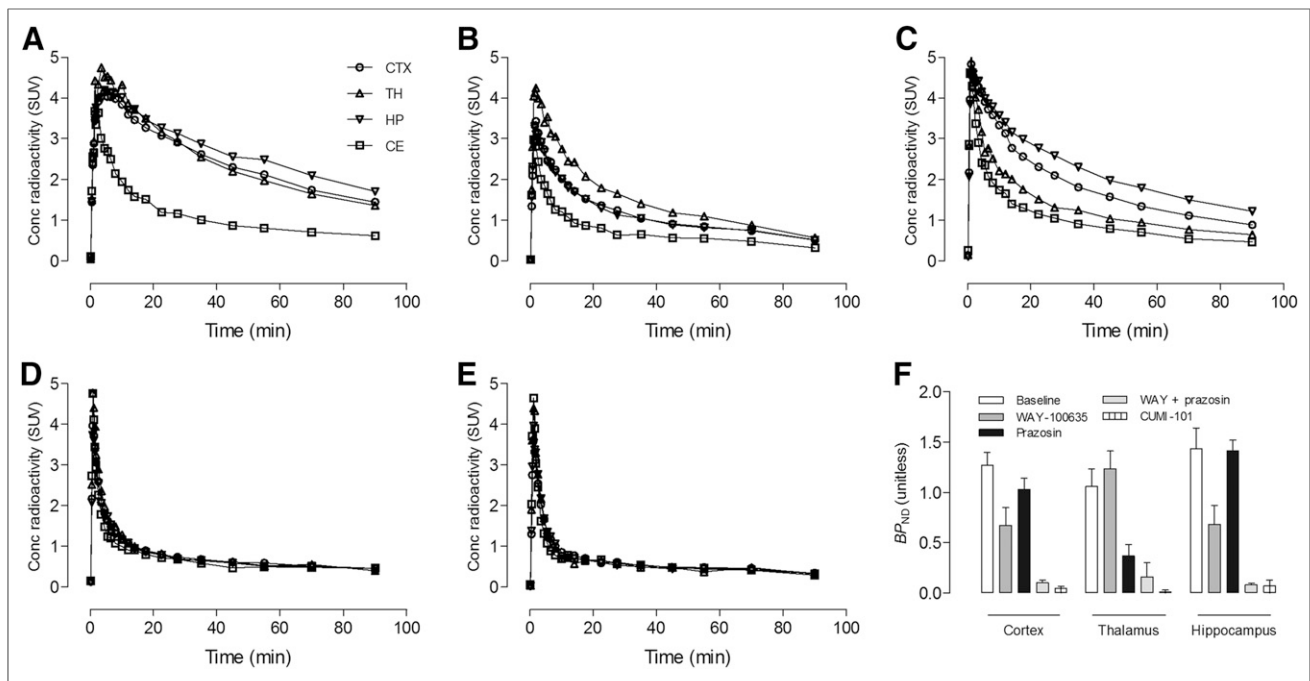 A
Conc radioactivity (SUV)
5
4
3
2
1
0
CTX
TH
HP
CE
0 20 40 60 80 100
Time (min)
B
Conc radioactivity (SUV)
5
4
3
2
1
0
0 20 40 60 80 100
Time (min)
C
Conc radioactivity (SUV)
5
4
3
2
1
0
0 20 40 60 80 100
Time (min)
D
Conc radioactivity (SUV)
5
4
3
2
1
0
0 20 40 60 80 100
Time (min)
E
Conc radioactivity (SUV)
5
4
3
2
1
0
0 20 40 60 80 100
Time (min)
F
BPND (unitless)
2.0
1.5
1.0
0.5
0.0
Baseline
WAY-100635
Prazosin
WAY + prazosin
CUMI-101
Cortex Thalamus Hippocampus